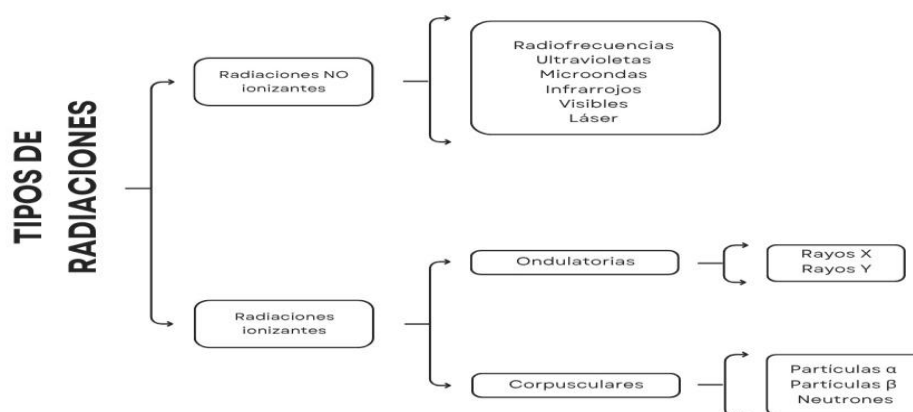 TIPOS DE
RADIACIONES
Radiaciones NO
ionizantes
Radiofrecuencias
Ultravioletas
Microondas
Infrarrojos
Visibles
Láser
Radiaciones
ionizantes
Ondulatorias
Rayos X
Rayos Y
Corpusculares
Partículas α
Partículas β
Neutrones